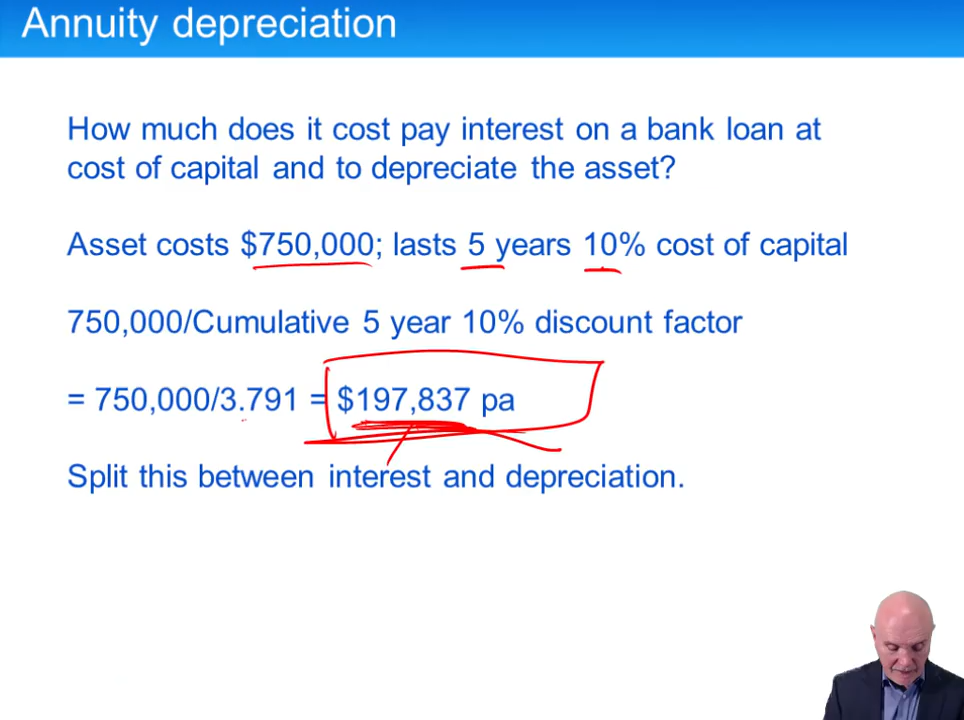 Annuity depreciation
How much does it cost pay interest on a bank loan at
cost of capital and to depreciate the asset?
Asset costs $750,000; lasts 5 years 10% cost of capital
750,000/Cumulative 5 year 10% discount factor
= 750,000/3.791 = $197,837 pa
Split this between interest and depreciation.